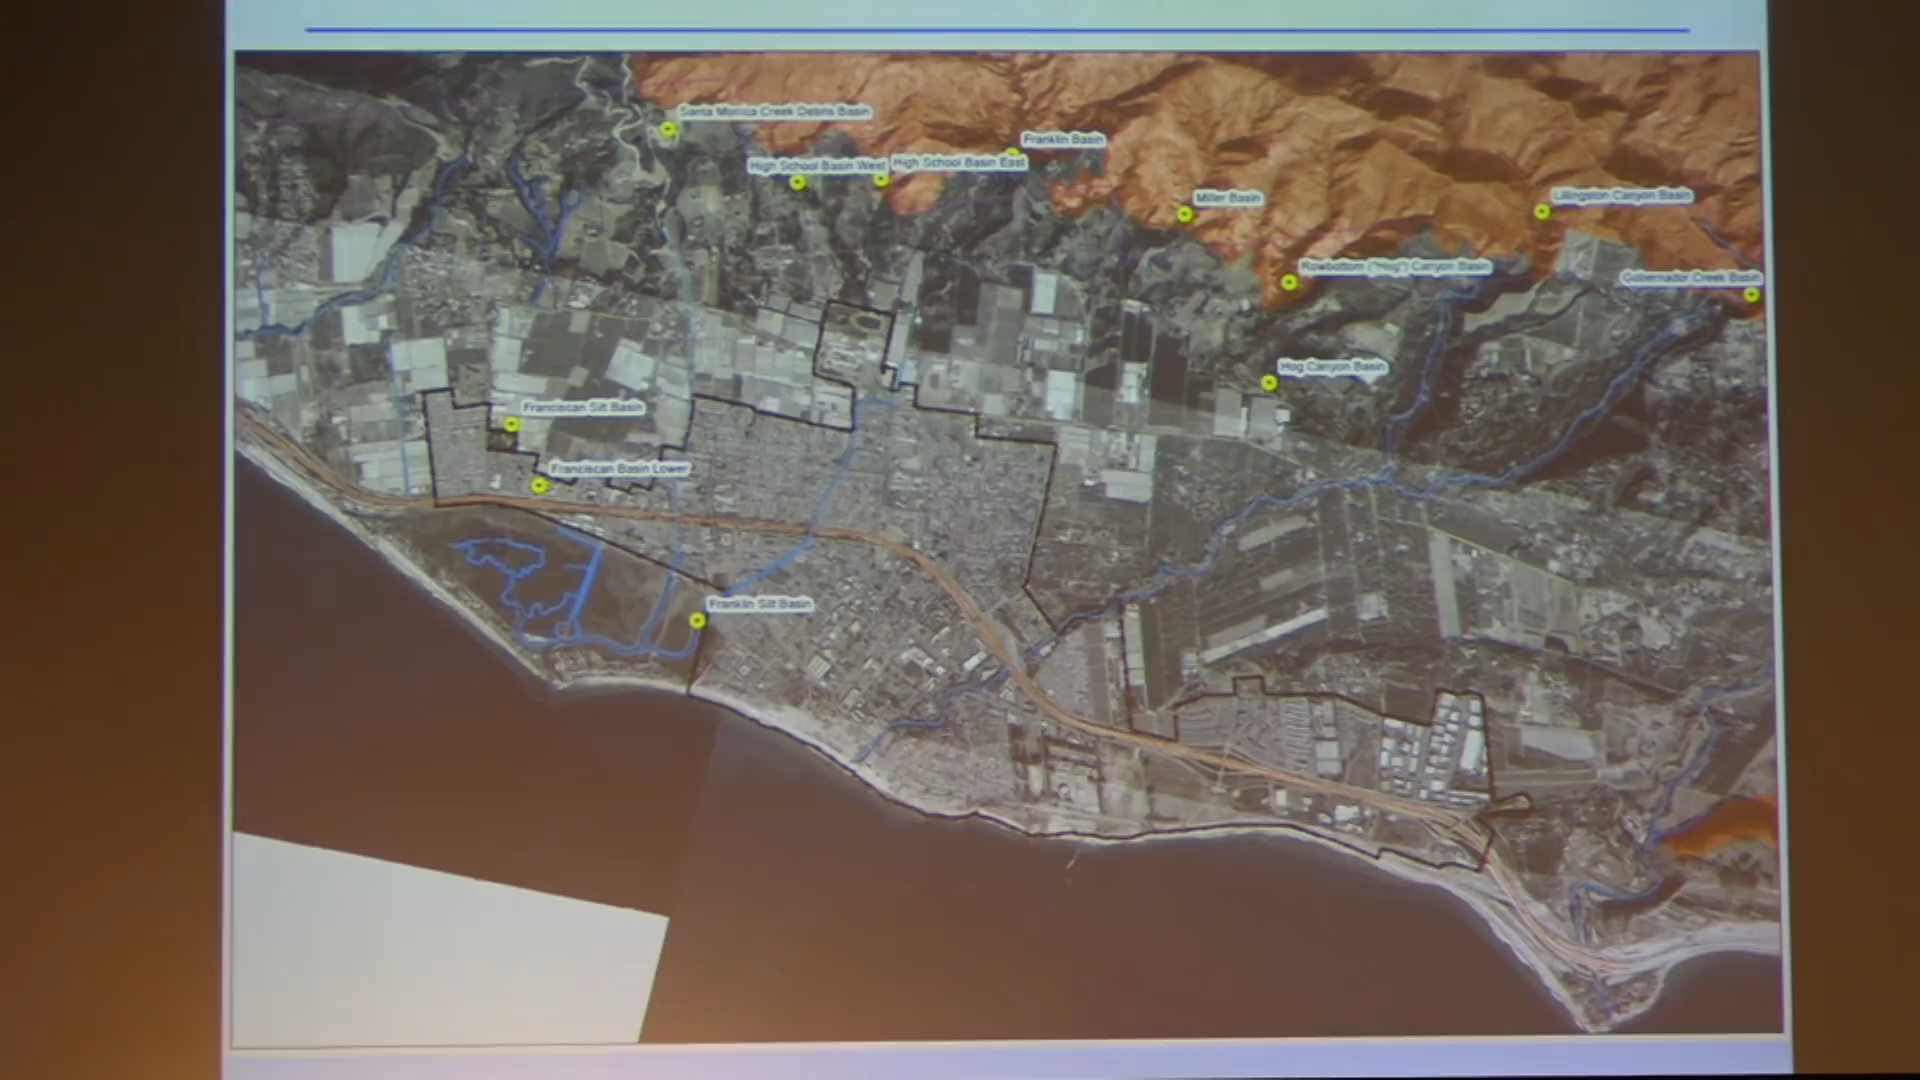 Santa Monica Creek Debris Basin
Franklin Basin
High School Basin West
High School Basin East
Miller Basin
Lillingston Canyon Basin
Rowbottom ("Hog") Canyon Basin
Gobernador Creek Basin
Hog Canyon Basin
Franciscan Silt Basin
Franciscan Basin Lower
Franklin Silt Basin